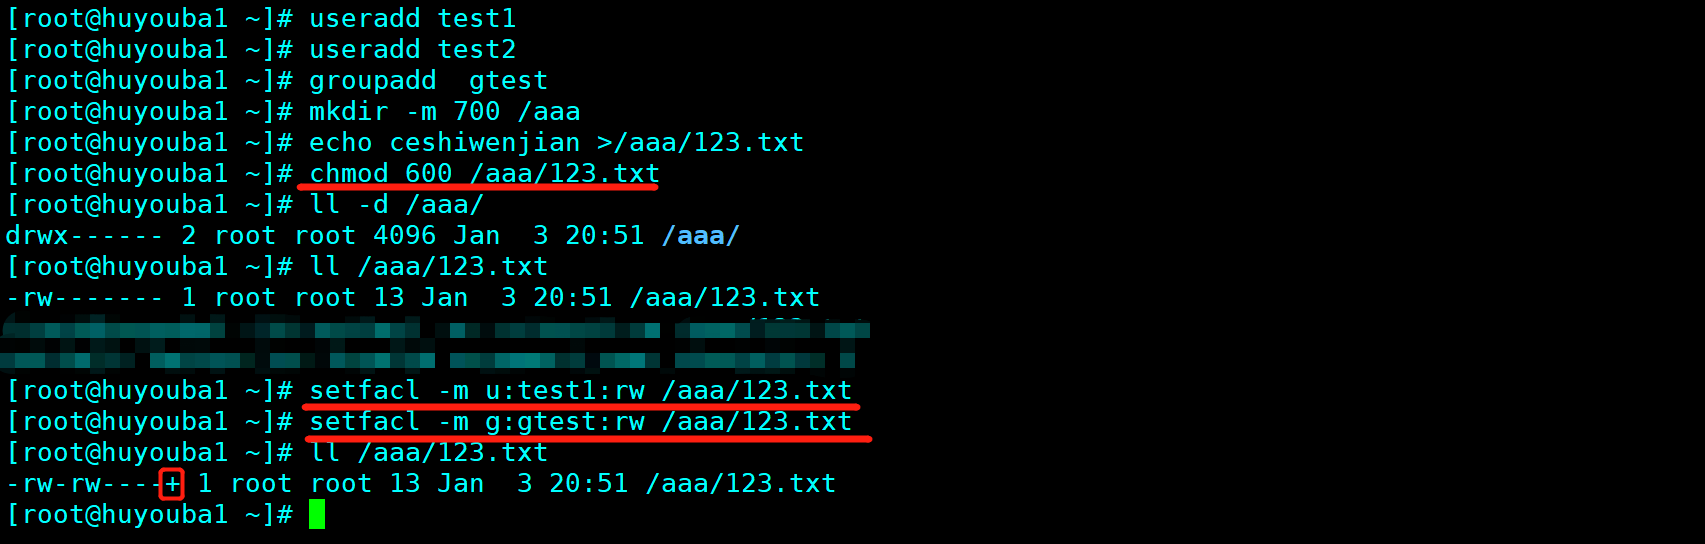 [root@huyouba1 ~]# useradd test1
[root@huyouba1 ~]# useradd test2
[root@huyouba1 ~]# groupadd  gtest
[root@huyouba1 ~]# mkdir -m 700 /aaa
[root@huyouba1 ~]# echo ceshiwenjian >/aaa/123.txt
[root@huyouba1 ~]# chmod 600 /aaa/123.txt
[root@huyouba1 ~]# ll -d /aaa/
drwx------ 2 root root 4096 Jan  3 20:51 /aaa/
[root@huyouba1 ~]# ll /aaa/123.txt
-rw------- 1 root root 13 Jan  3 20:51 /aaa/123.txt
[root@huyouba1 ~]# setfacl -m u:test1:rw /aaa/123.txt
[root@huyouba1 ~]# setfacl -m g:gtest:rw /aaa/123.txt
[root@huyouba1 ~]# ll /aaa/123.txt
-rw-rw----+ 1 root root 13 Jan  3 20:51 /aaa/123.txt
[root@huyouba1 ~]#